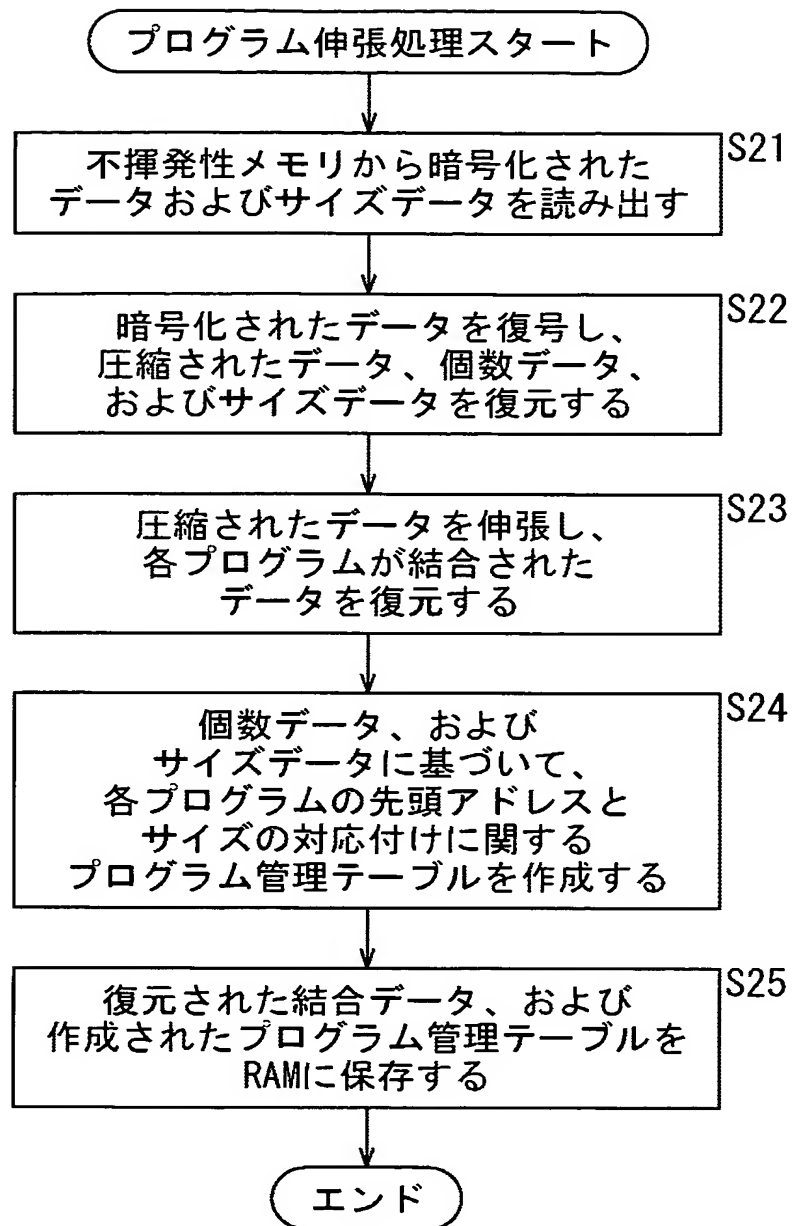 プログラム伸張処理スタート
S21
不揮発性メモリから暗号化された
データおよびサイズデータを読み出す
S22
暗号化されたデータを復号し、
圧縮されたデータ、個数データ、
およびサイズデータを復元する
S23
圧縮されたデータを伸張し、
各プログラムが結合された
データを復元する
S24
個数データ、および
サイズデータに基づいて、
各プログラムの先頭アドレスと
サイズの対応付けに関する
プログラム管理テーブルを作成する
S25
復元された結合データ、および
作成されたプログラム管理テーブルを
RAMに保存する
エンド